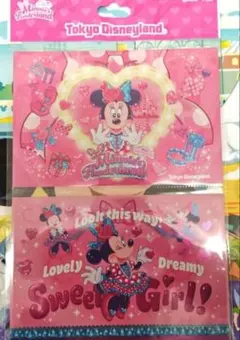 Tokyo Disneyland
Tokyo Disneyland
Look this way!
Lovely
Dreamy
Sweet Girl!